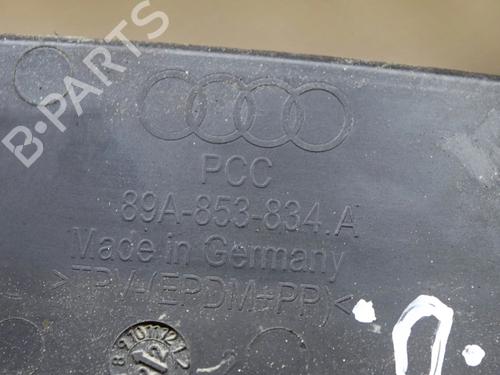 B-PARTS
PCC
89A-853-834.A
Made in Germany
>TPV-(EPDM+PP)<